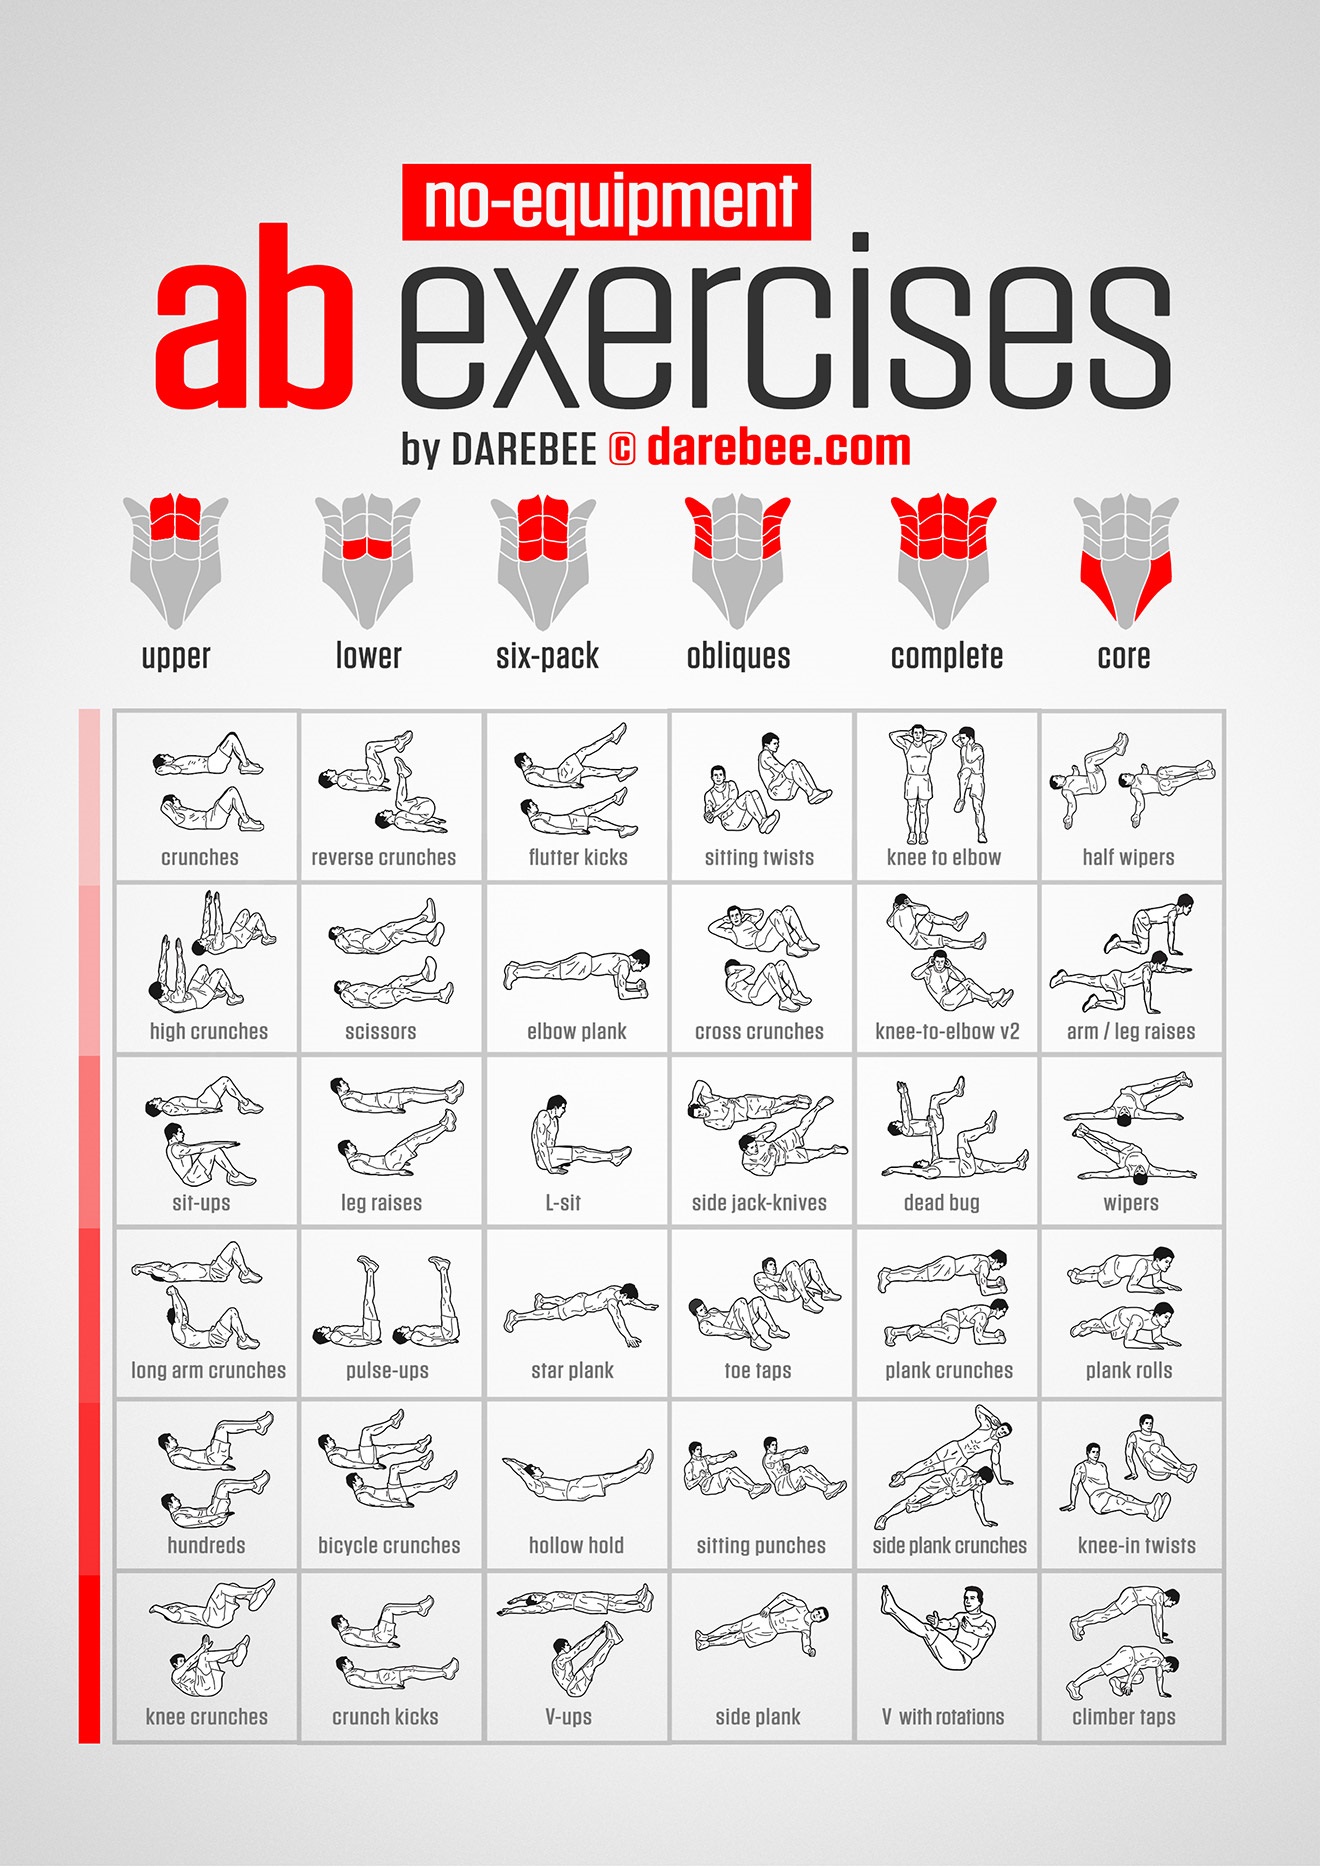 no-equipment
ab exercises
by DAREBEE © darebee.com
upper lower six-pack obliques complete core
crunches reverse crunches flutter kicks sitting twists knee to elbow half wipers
high crunches scissors elbow plank cross crunches knee-to-elbow v2 arm / leg raises
sit-ups leg raises L-sit side jack-knives dead bug wipers
long arm crunches pulse-ups star plank toe taps plank crunches plank rolls
hundreds bicycle crunches hollow hold sitting punches side plank crunches knee-in twists
knee crunches crunch kicks V-ups side plank V with rotations climber taps